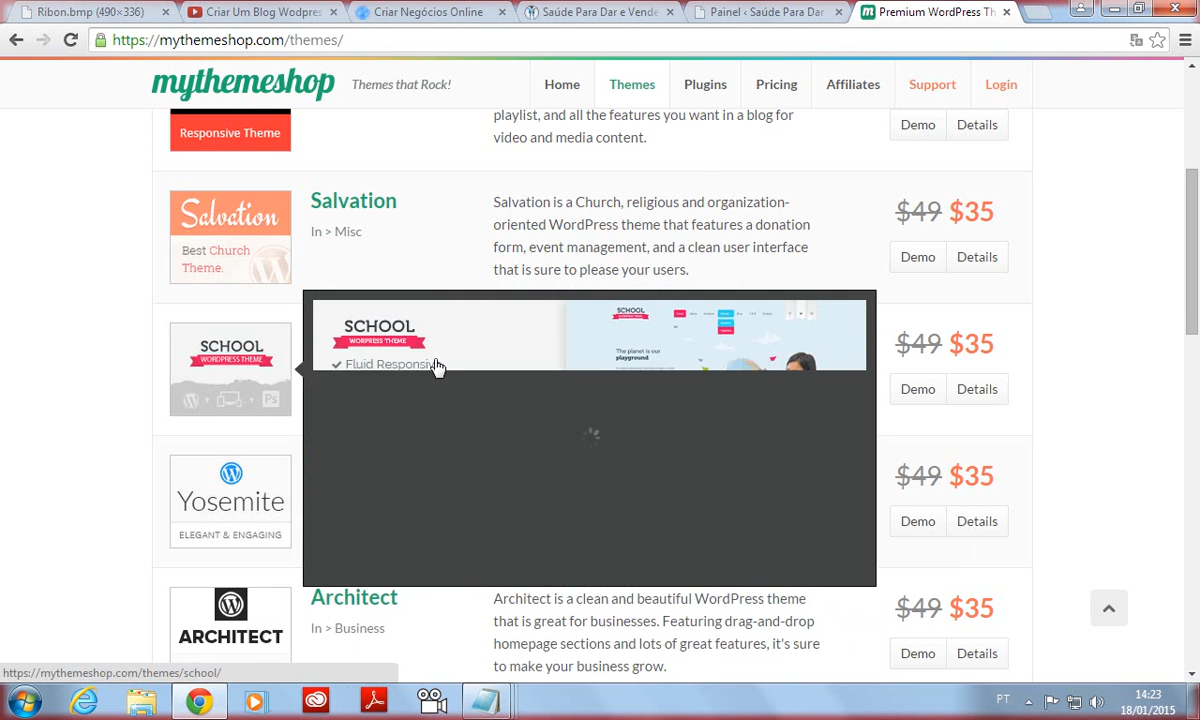 Ribon.bmp (490×336)
Criar Um Blog Wodpres
Criar Negócios Online
Saúde Para Dar e Vende
Painel ‹ Saúde Para Dar
Premium WordPress Th
https://mythemeshop.com/themes/
mythemeshop
Themes that Rock!
Home
Themes
Plugins
Pricing
Affiliates
Support
Login
Responsive Theme
playlist, and all the features you want in a blog for
video and media content.
Demo
Details
Salvation
Best Church
Theme.
Salvation
In > Misc
Salvation is a Church, religious and organization-
oriented WordPress theme that features a donation
form, event management, and a clean user interface
that is sure to please your users.
$49 $35
Demo
Details
SCHOOL
WORDPRESS THEME
SCHOOL
WORPRESS THEME
✔ Fluid Responsiv
SCHOOL
The planet is our
playground
$49 $35
Demo
Details
Yosemite
ELEGANT & ENGAGING
$49 $35
Demo
Details
ARCHITECT
Architect
In > Business
Architect is a clean and beautiful WordPress theme
that is great for businesses. Featuring drag-and-drop
homepage sections and lots of great features, it's sure
to make your business grow.
$49 $35
Demo
Details
https://mythemeshop.com/themes/school/
PT
14:23
18/01/2015